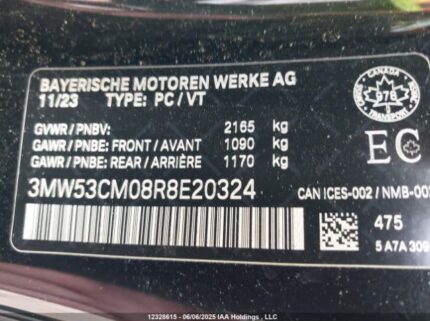 BAYERISCHE MOTOREN WERKE AG
11/23 TYPE: PC / VT
GVWR / PNBV: 2165 kg
GAWR / PNBE: FRONT / AVANT 1090 kg
GAWR / PNBE: REAR / ARRIÈRE 1170 kg
3MW53CM08R8E20324
CANADA
978
TRANSPORT
EC
CAN ICES-002 / NMB-002
475
5 A7A 309
12328615 - 06/06/2025 IAA Holdings , LLC